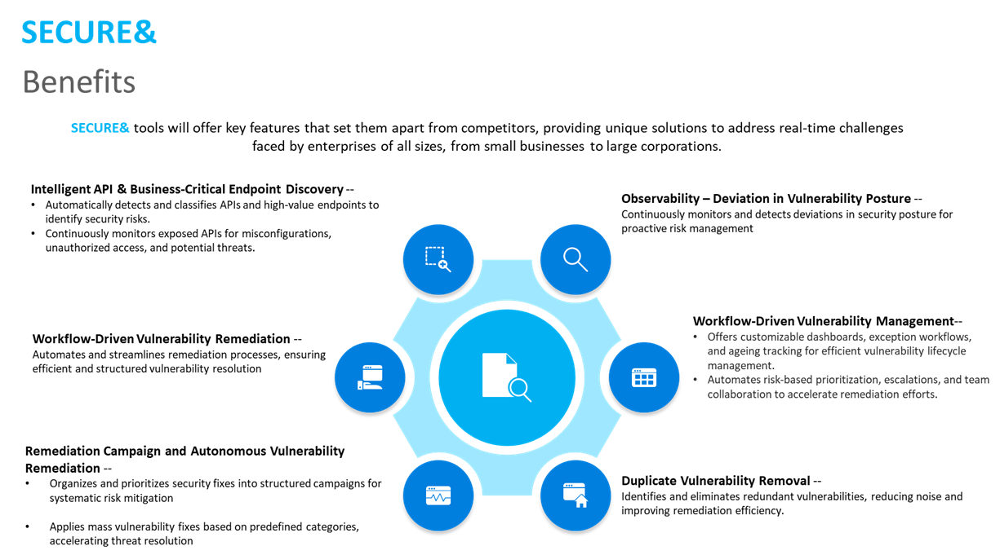 SECURE&
Benefits
SECURE& tools will offer key features that set them apart from competitors, providing unique solutions to address real-time challenges
faced by enterprises of all sizes, from small businesses to large corporations.
Intelligent API & Business-Critical Endpoint Discovery --
• Automatically detects and classifies APIs and high-value endpoints to
identify security risks.
• Continuously monitors exposed APIs for misconfigurations,
unauthorized access, and potential threats.
Observability – Deviation in Vulnerability Posture --
Continuously monitors and detects deviations in security posture for
proactive risk management
Workflow-Driven Vulnerability Remediation --
Automates and streamlines remediation processes, ensuring
efficient and structured vulnerability resolution
Workflow-Driven Vulnerability Management--
• Offers customizable dashboards, exception workflows,
and ageing tracking for efficient vulnerability lifecycle
management.
• Automates risk-based prioritization, escalations, and team
collaboration to accelerate remediation efforts.
Remediation Campaign and Autonomous Vulnerability
Remediation --
• Organizes and prioritizes security fixes into structured campaigns for
systematic risk mitigation
• Applies mass vulnerability fixes based on predefined categories,
accelerating threat resolution
Duplicate Vulnerability Removal --
Identifies and eliminates redundant vulnerabilities, reducing noise and
improving remediation efficiency.